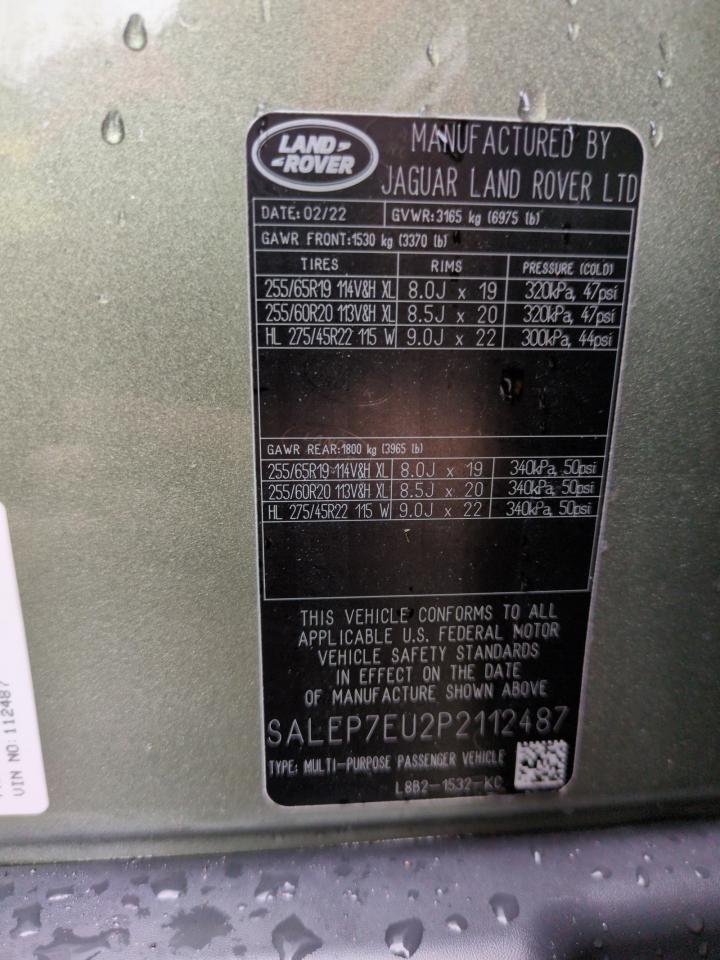 LAND ROVER
MANUFACTURED BY
JAGUAR LAND ROVER LTD
DATE: 02/22 GVWR: 3165 kg (6975 lb)
GAWR FRONT: 1530 kg (3370 lb)
TIRES RIMS PRESSURE (COLD)
255/65R19 114V&H XL 8.0J x 19 320kPa, 47psi
255/60R20 113V&H XL 8.5J x 20 320kPa, 47psi
HL 275/45R22 115 W 9.0J x 22 300kPa, 44psi
GAWR REAR: 1800 kg (3965 lb)
255/65R19 114V&H XL 8.0J x 19 340kPa, 50psi
255/60R20 113V&H XL 8.5J x 20 340kPa, 50psi
HL 275/45R22 115 W 9.0J x 22 340kPa, 50psi
THIS VEHICLE CONFORMS TO ALL
APPLICABLE U.S. FEDERAL MOTOR
VEHICLE SAFETY STANDARDS
IN EFFECT ON THE DATE
OF MANUFACTURE SHOWN ABOVE
SALEP7EU2P2112487
TYPE: MULTI-PURPOSE PASSENGER VEHICLE
L8B2-1532-KC
VIN NO: 112487